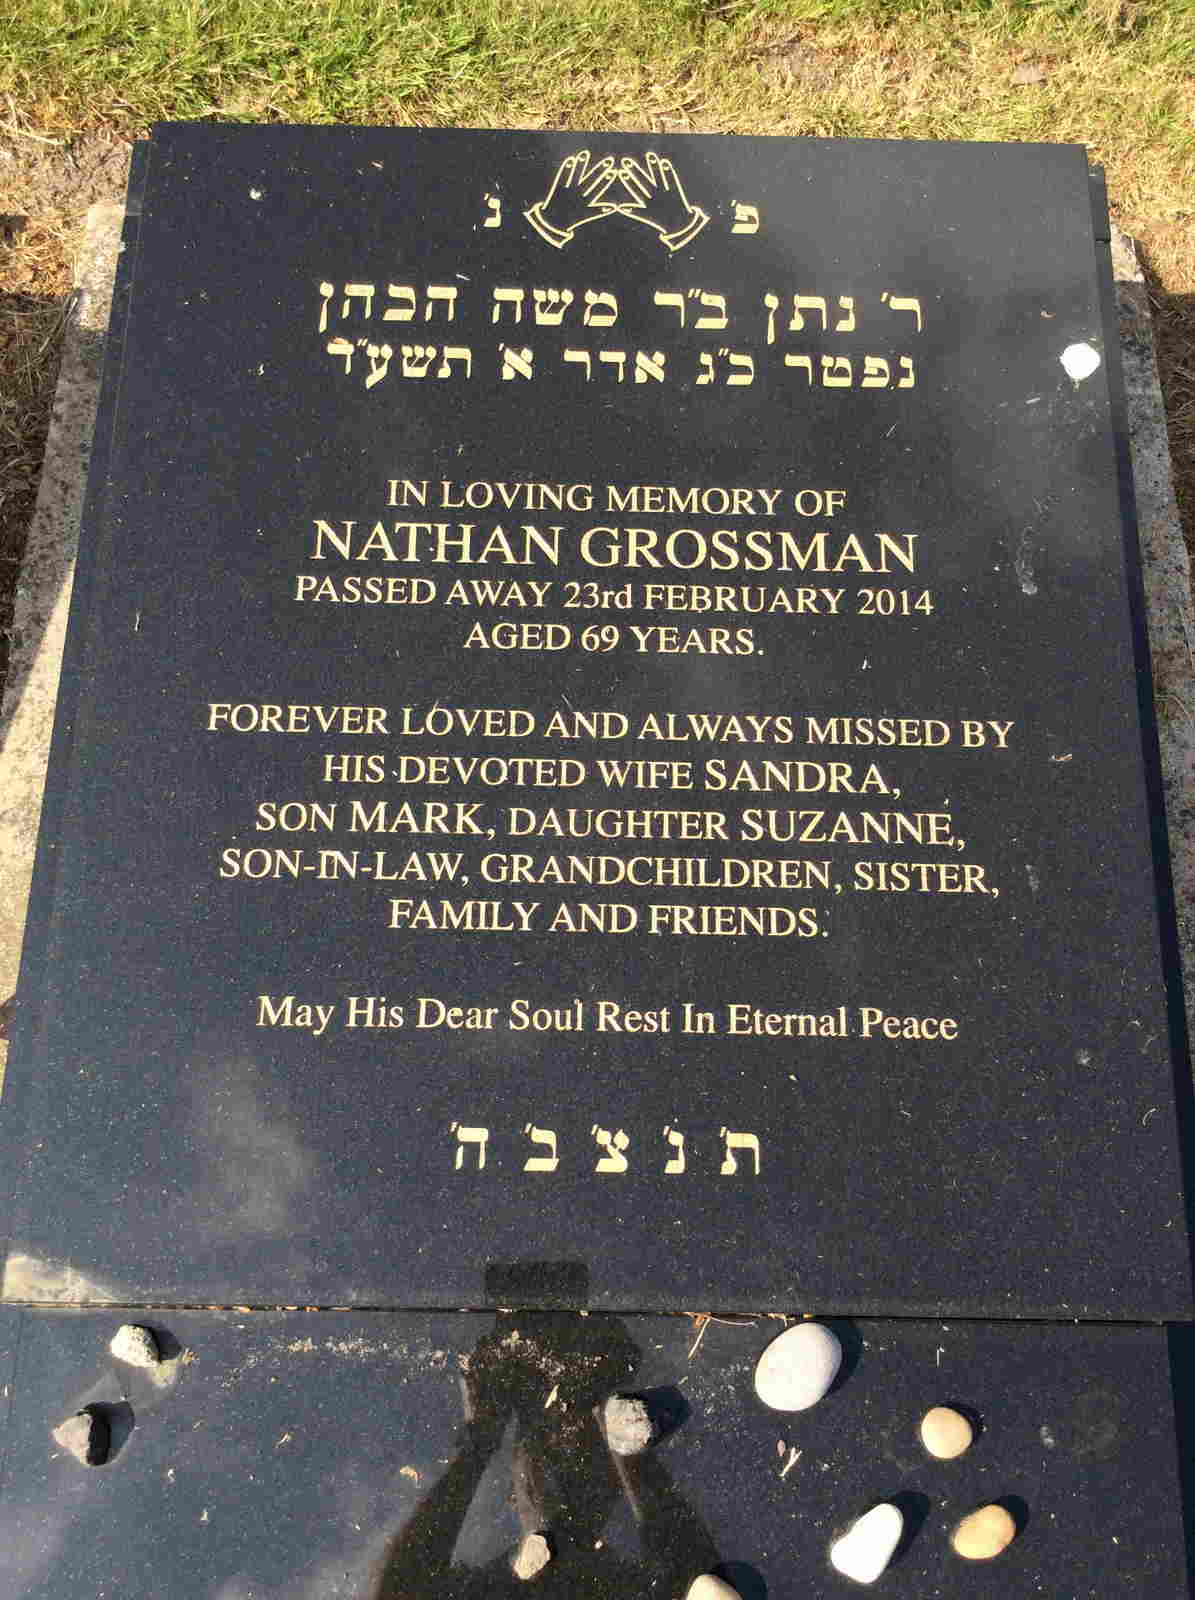 פ' נ'
ר' נתן ב"ר משה הכהן
נפטר כ"ג אדר א' תשע"ד
IN LOVING MEMORY OF
NATHAN GROSSMAN
PASSED AWAY 23rd FEBRUARY 2014
AGED 69 YEARS.
FOREVER LOVED AND ALWAYS MISSED BY
HIS DEVOTED WIFE SANDRA,
SON MARK, DAUGHTER SUZANNE,
SON-IN-LAW, GRANDCHILDREN, SISTER,
FAMILY AND FRIENDS.
May His Dear Soul Rest In Eternal Peace
ת' נ' צ' ב' ה'